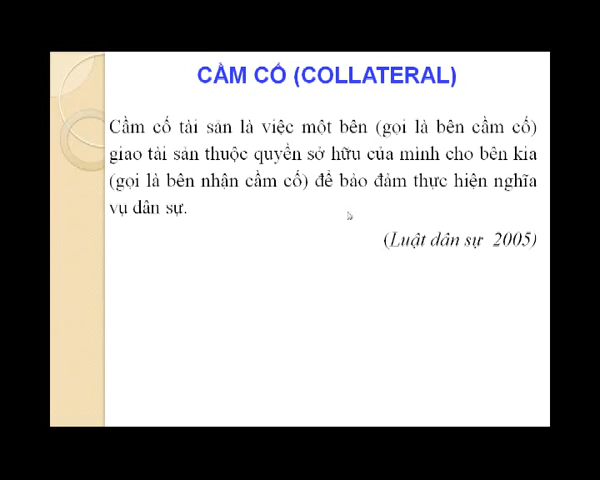 CẦM CỐ (COLLATERAL)
Cầm cố tài sản là việc một bên (gọi là bên cầm cố)
giao tài sản thuộc quyền sở hữu của mình cho bên kia
(gọi là bên nhận cầm cố) để bảo đảm thực hiện nghĩa
vụ dân sự.
(Luật dân sự 2005)